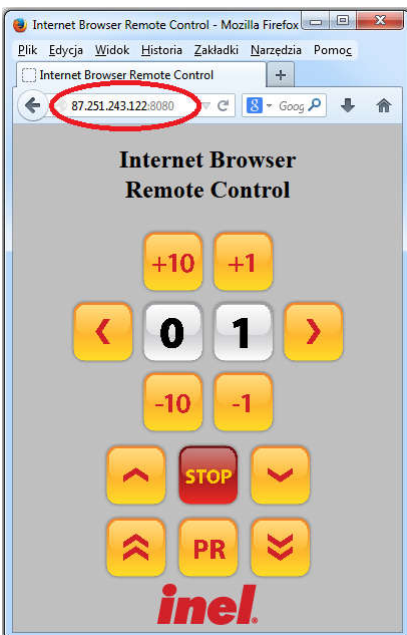 Internet Browser Remote Control - Mozilla Firefox
Plik Edycja Widok Historia Zakładki Narzędzia Pomoc
Internet Browser Remote Control +
87.251.243.122:8080 8 Goog
Internet Browser
Remote Control
+10 +1
0 1
-10 -1
STOP
PR
inel.